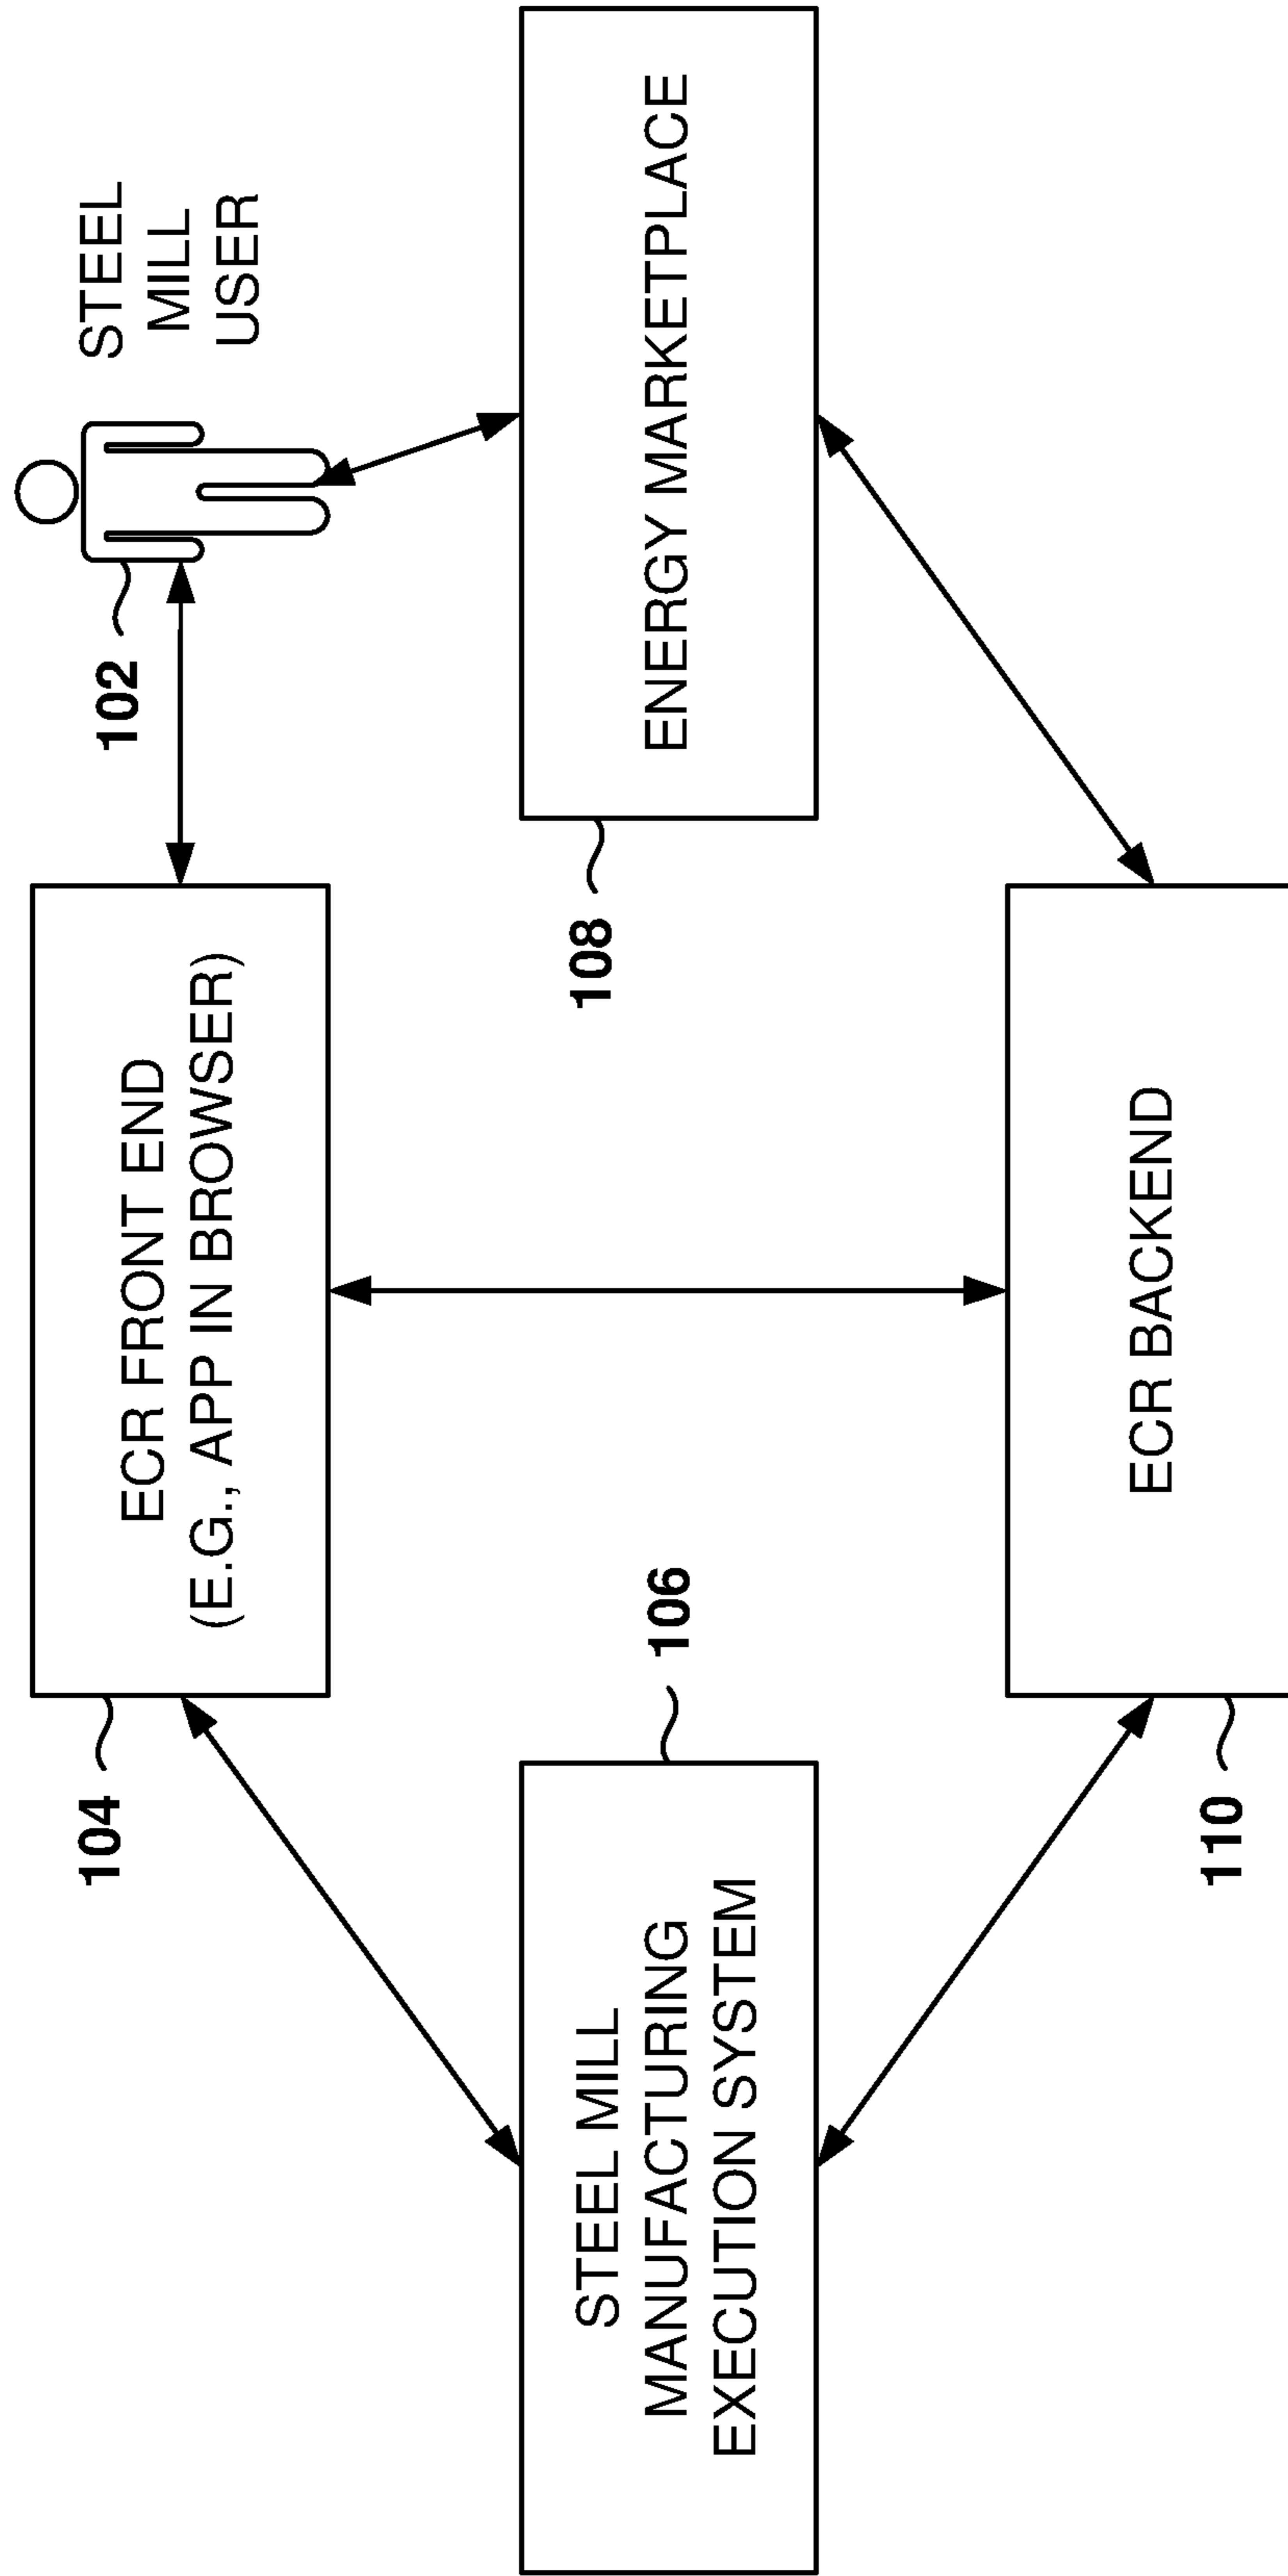 STEEL
MILL
USER
102
104
ECR FRONT END
(E.G., APP IN BROWSER)
106
STEEL MILL
MANUFACTURING
EXECUTION SYSTEM
108
ENERGY MARKETPLACE
110
ECR BACKEND